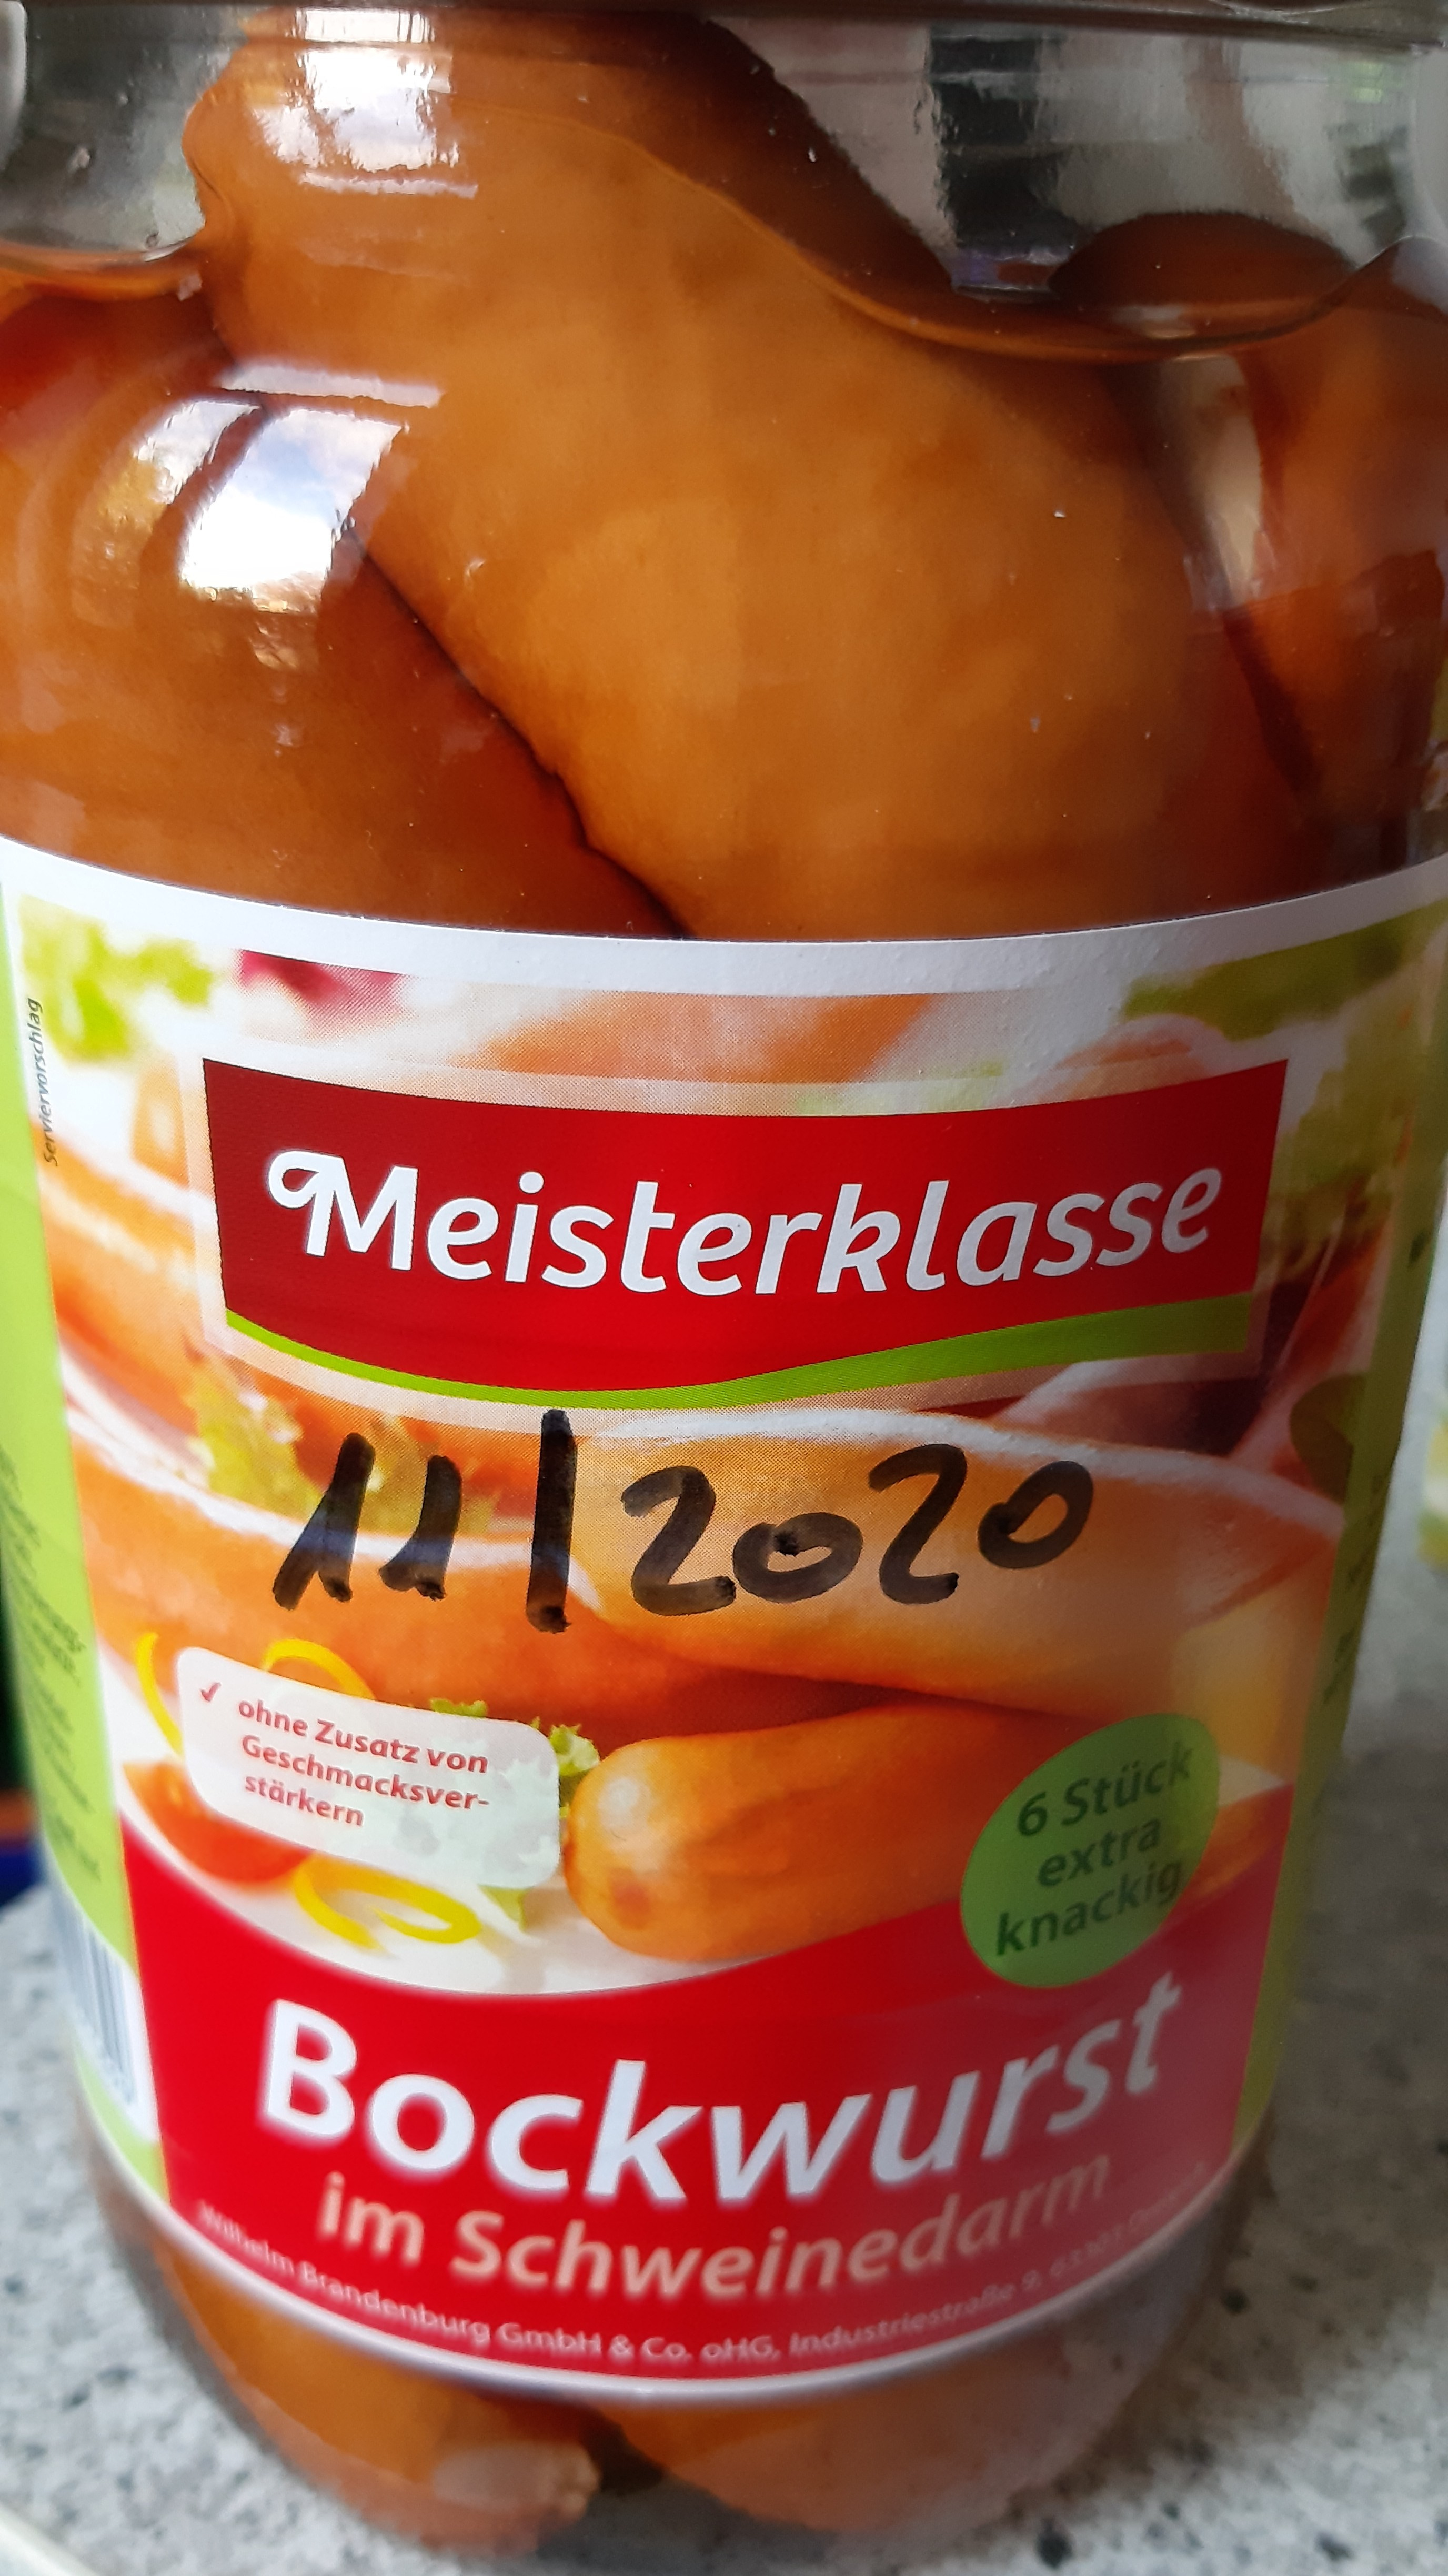 Serviervorschlag
Meisterklasse
11/2020
✓ ohne Zusatz von
Geschmacksver-
stärkern
6 Stück
extra
knackig
Bockwurst
im Schweinedarm
Wilhelm Brandenburg GmbH & Co. oHG, Industriestraße 9,